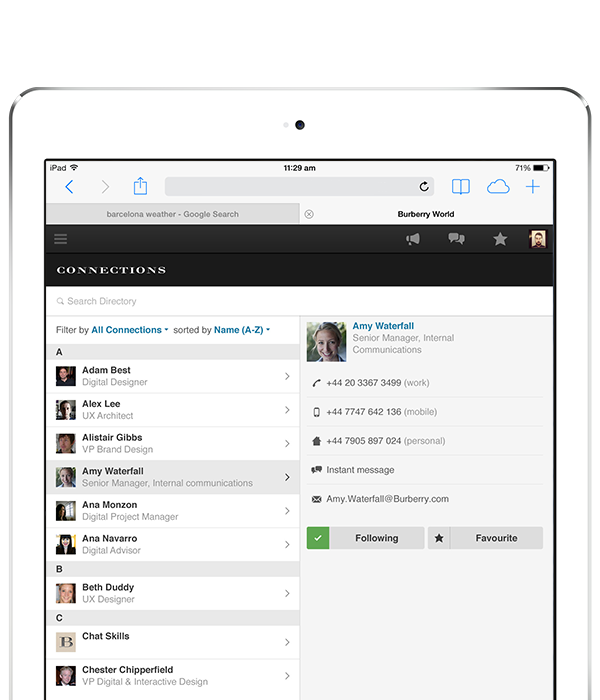 iPad
11:29 am
71%
barcelona weather - Google Search
Burberry World
CONNECTIONS
Search Directory
Filter by All Connections sorted by Name (A-Z)
A
Adam Best
Digital Designer
Alex Lee
UX Architect
Alistair Gibbs
VP Brand Design
Amy Waterfall
Senior Manager, Internal communications
Ana Monzon
Digital Project Manager
Ana Navarro
Digital Advisor
B
Beth Duddy
UX Designer
C
B
Chat Skills
Chester Chipperfield
VP Digital & Interactive Design
Amy Waterfall
Senior Manager, Internal
Communications
+44 20 3367 3499 (work)
+44 7747 642 136 (mobile)
+44 7905 897 024 (personal)
Instant message
Amy.Waterfall@Burberry.com
Following
Favourite